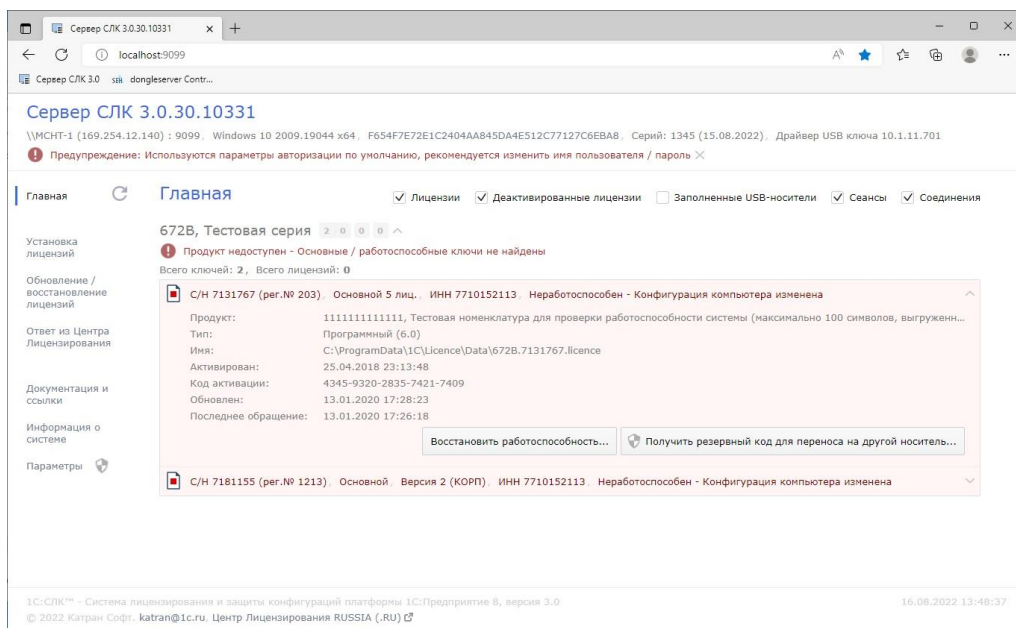 Сервер СЛК 3.0.30.10331
localhost:9099
Сервер СЛК 3.0 seh dongleserver Contr...
Сервер СЛК 3.0.30.10331
\\MCHT-1 (169.254.12.140) : 9099, Windows 10 2009.19044 x64, F654F7E72E1C2404AA845DA4E512C77127C6EBA8, Серий: 1345 (15.08.2022), Драйвер USB ключа 10.1.11.701
Предупреждение: Используются параметры авторизации по умолчанию, рекомендуется изменить имя пользователя / пароль
Главная
Установка
лицензий
Обновление /
восстановление
лицензий
Ответ из Центра
Лицензирования
Документация и
ссылки
Информация о
системе
Параметры
Главная
Лицензии Деактивированные лицензии Заполненные USB-носители Сеансы Соединения
672B, Тестовая серия 2 0 0 0
Продукт недоступен - Основные / работоспособные ключи не найдены
Всего ключей: 2, Всего лицензий: 0
С/Н 7131767 (рег.№ 203), Основной 5 лиц., ИНН 7710152113, Неработоспособен - Конфигурация компьютера изменена
Продукт: 1111111111111, Тестовая номенклатура для проверки работоспособности системы (максимально 100 символов, выгруженн...
Тип: Программный (6.0)
Имя: C:\ProgramData\1C\Licence\Data\672B.7131767.licence
Активирован: 25.04.2018 23:13:48
Код активации: 4345-9320-2835-7421-7409
Обновлен: 13.01.2020 17:28:23
Последнее обращение: 13.01.2020 17:26:18
Восстановить работоспособность... Получить резервный код для переноса на другой носитель...
С/Н 7181155 (рег.№ 1213), Основной, Версия 2 (КОРП), ИНН 7710152113, Неработоспособен - Конфигурация компьютера изменена
1С:СЛК™ - Система лицензирования и защиты конфигураций платформы 1С:Предприятие 8, версия 3.0 16.08.2022 13:48:37
© 2022 Катран Софт, katran@1c.ru, Центр Лицензирования RUSSIA (.RU)